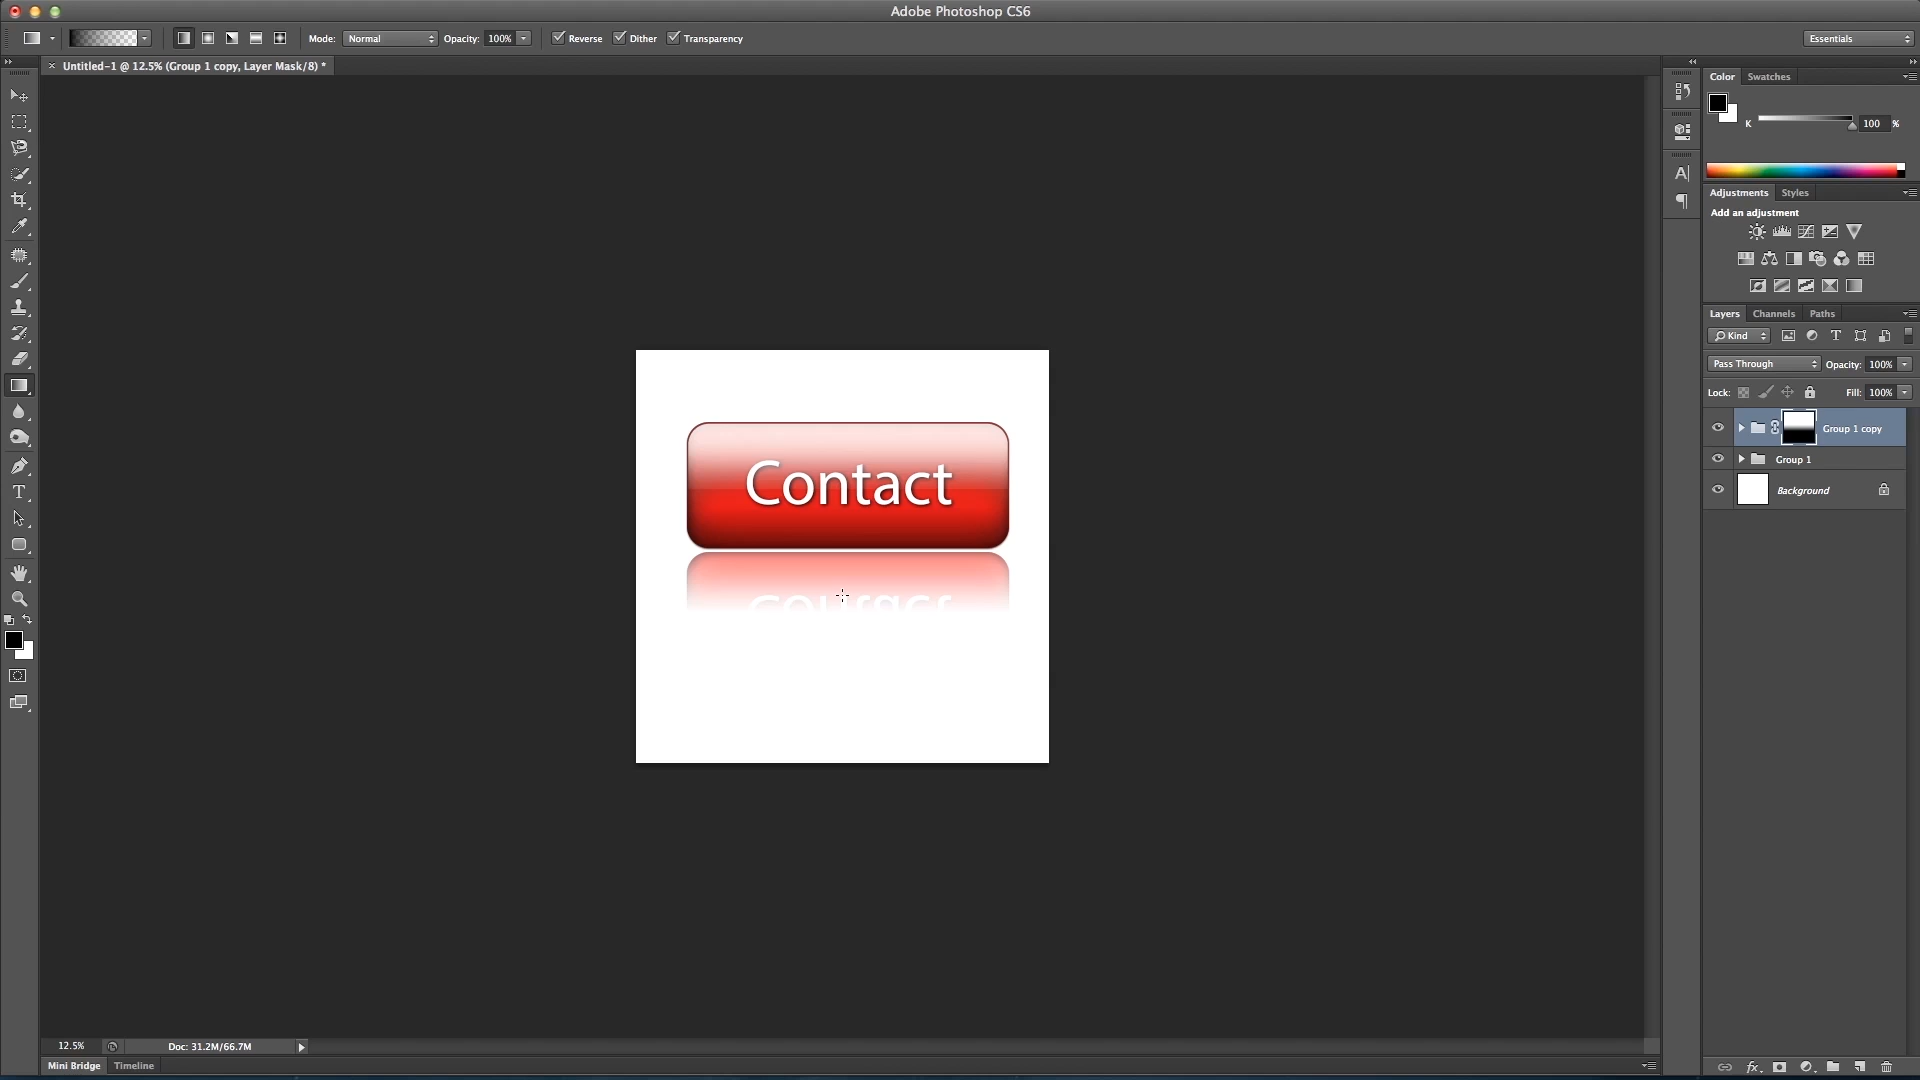 Adobe Photoshop CS6
Mode: Normal Opacity: 100% Reverse Dither Transparency Essentials
× Untitled-1 @ 12.5% (Group 1 copy, Layer Mask/8) *
Color Swatches
K 100 %
Adjustments Styles
Add an adjustment
Layers Channels Paths
Kind
Pass Through Opacity: 100%
Lock: Fill: 100%
Group 1 copy
Group 1
Background
Contact
Contact
12.5% Doc: 31.2M/66.7M
Mini Bridge Timeline